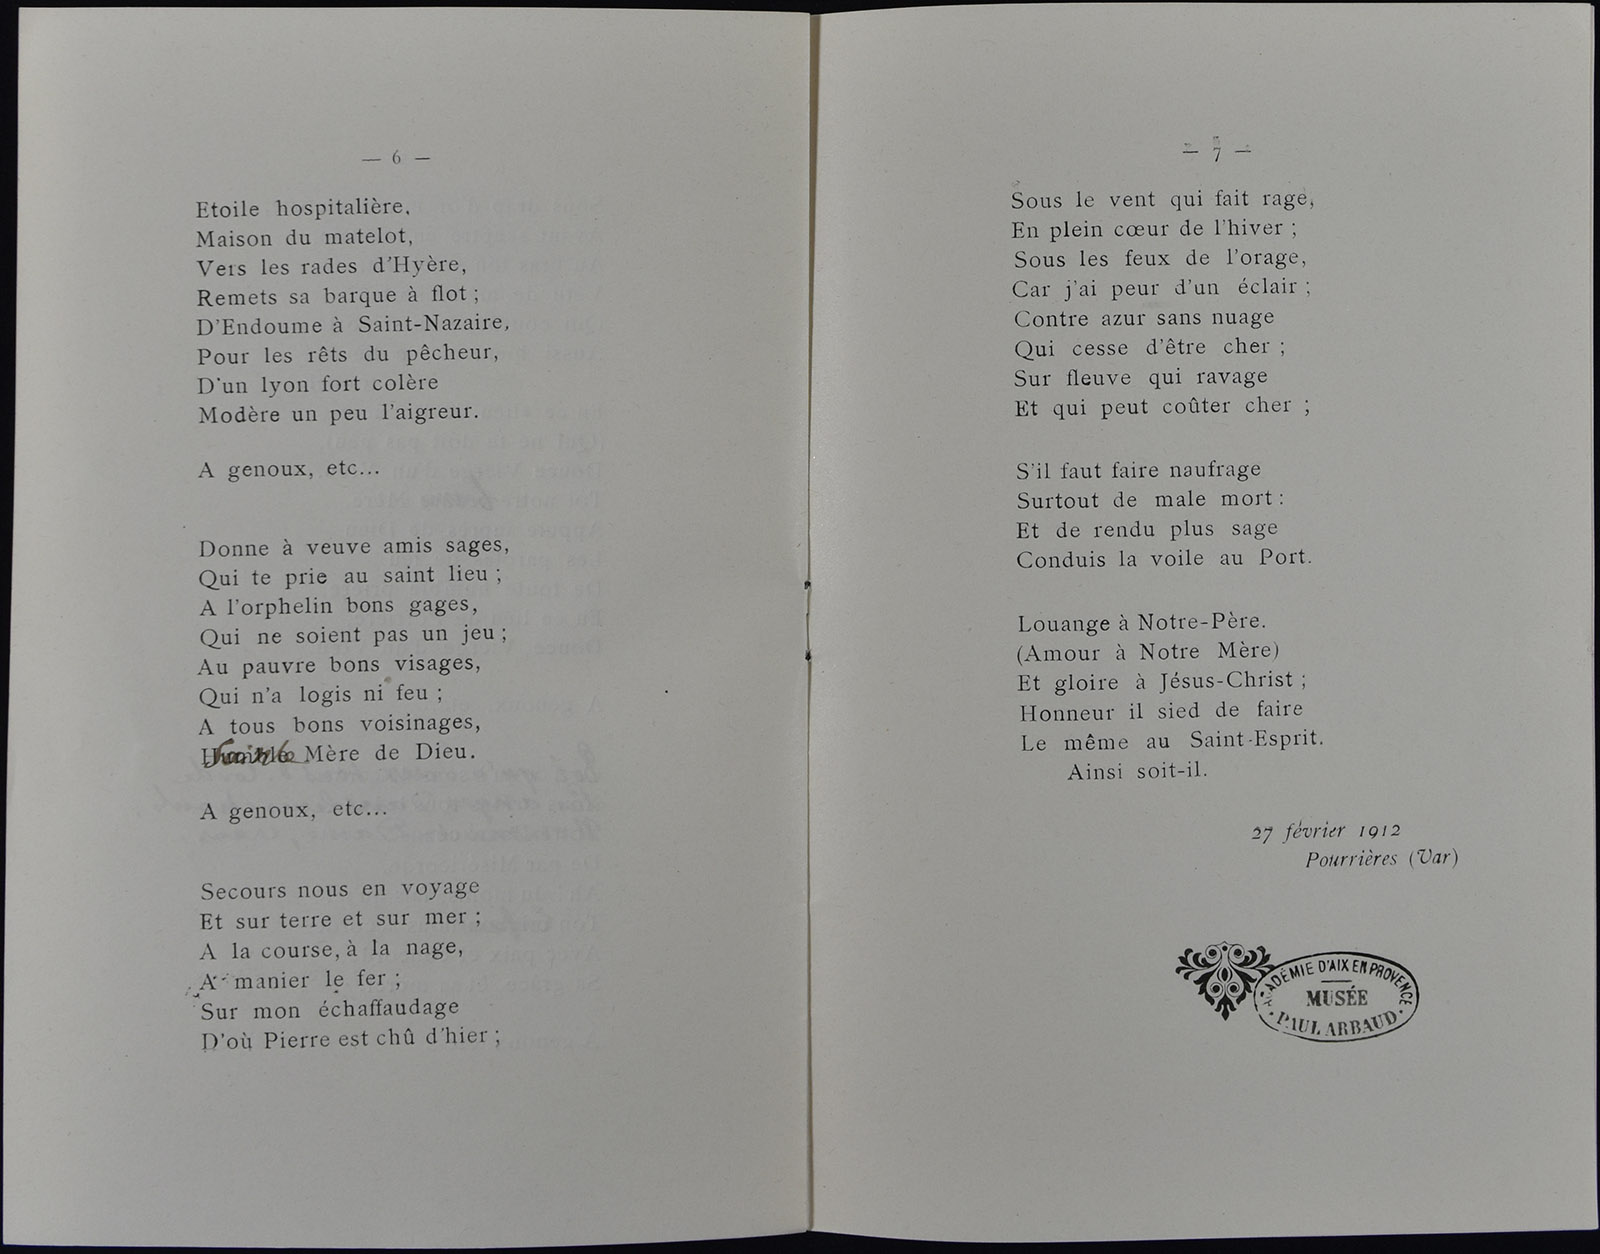 — 6 —
Etoile hospitalière,
Maison du matelot,
Vers les rades d'Hyère,
Remets sa barque à flot ;
D'Endoume à Saint-Nazaire,
Pour les rêts du pêcheur,
D'un lyon fort colère
Modère un peu l'aigreur.
A genoux, etc...
Donne à veuve amis sages,
Qui te prie au saint lieu ;
A l'orphelin bons gages,
Qui ne soient pas un jeu ;
Au pauvre bons visages,
Qui n'a logis ni feu ;
A tous bons voisinages,
Sainte Mère de Dieu.
A genoux, etc...
Secours nous en voyage
Et sur terre et sur mer ;
A la course, à la nage,
A manier le fer ;
Sur mon échaffaudage
D'où Pierre est chû d'hier ;
— 7 —
Sous le vent qui fait rage,
En plein cœur de l'hiver ;
Sous les feux de l'orage,
Car j'ai peur d'un éclair ;
Contre azur sans nuage
Qui cesse d'être cher ;
Sur fleuve qui ravage
Et qui peut coûter cher ;
S'il faut faire naufrage
Surtout de male mort :
Et de rendu plus sage
Conduis la voile au Port.
Louange à Notre-Père.
(Amour à Notre Mère)
Et gloire à Jésus-Christ ;
Honneur il sied de faire
Le même au Saint-Esprit.
Ainsi soit-il.
27 février 1912
Pourrières (Var)
ACADÉMIE D'AIX EN PROVENCE
MUSÉE
PAUL ARBAUD